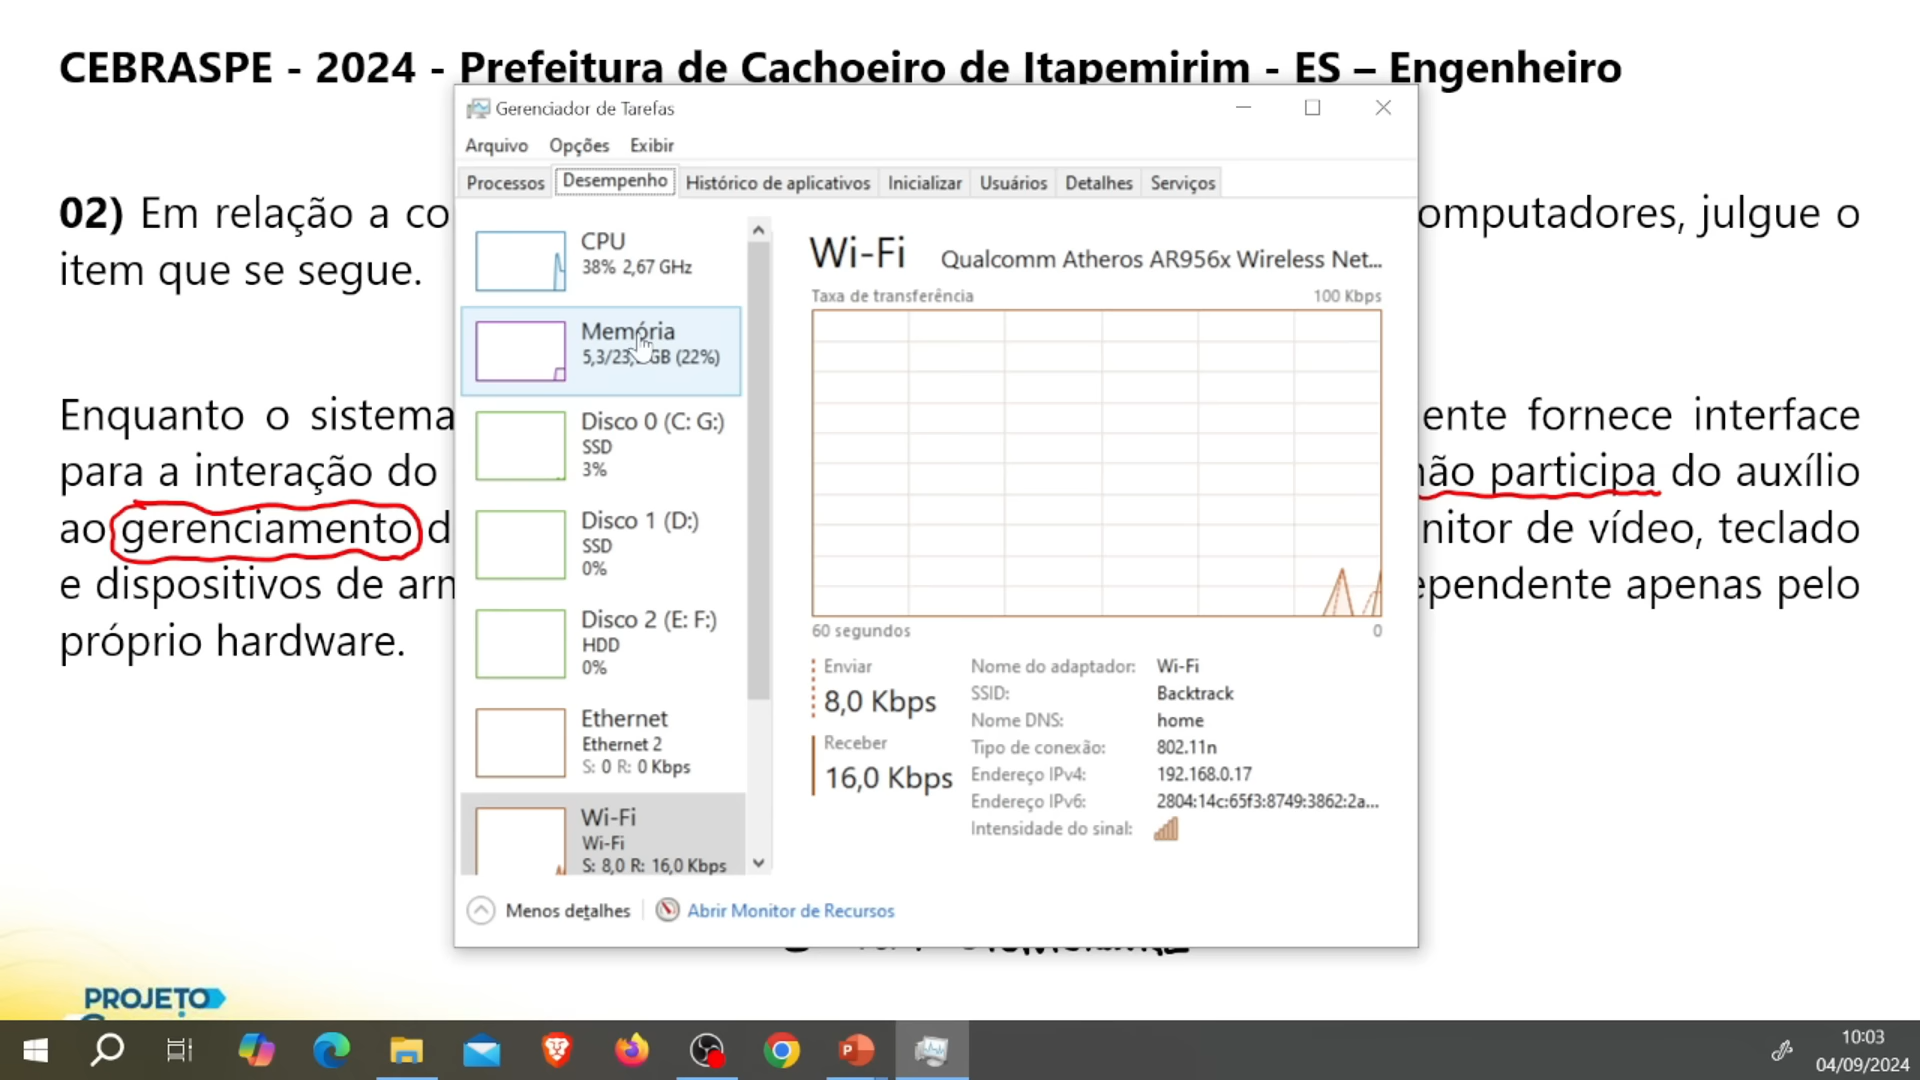 CEBRASPE - 2024 - Prefeitura de Cachoeiro de Itapemirim - ES – Engenheiro
02) Em relação a co
omputadores, julgue o
item que se segue.
Enquanto o sistema
ente fornece interface
para a interação do
não participa do auxílio
ao gerenciamento d
nitor de vídeo, teclado
e dispositivos de arm
ependente apenas pelo
próprio hardware.
Gerenciador de Tarefas
Arquivo Opções Exibir
Processos Desempenho Histórico de aplicativos Inicializar Usuários Detalhes Serviços
CPU
38% 2,67 GHz
Memória
5,3/23, GB (22%)
Disco 0 (C: G:)
SSD
3%
Disco 1 (D:)
SSD
0%
Disco 2 (E: F:)
HDD
0%
Ethernet
Ethernet 2
S: 0 R: 0 Kbps
Wi-Fi
Wi-Fi
S: 8,0 R: 16,0 Kbps
Wi-Fi Qualcomm Atheros AR956x Wireless Net...
Taxa de transferência 100 Kbps
60 segundos 0
Enviar
8,0 Kbps
Receber
16,0 Kbps
Nome do adaptador: Wi-Fi
SSID: Backtrack
Nome DNS: home
Tipo de conexão: 802.11n
Endereço IPv4: 192.168.0.17
Endereço IPv6: 2804:14c:65f3:8749:3862:2a...
Intensidade do sinal:
Menos detalhes Abrir Monitor de Recursos
PROJETO
10:03
04/09/2024